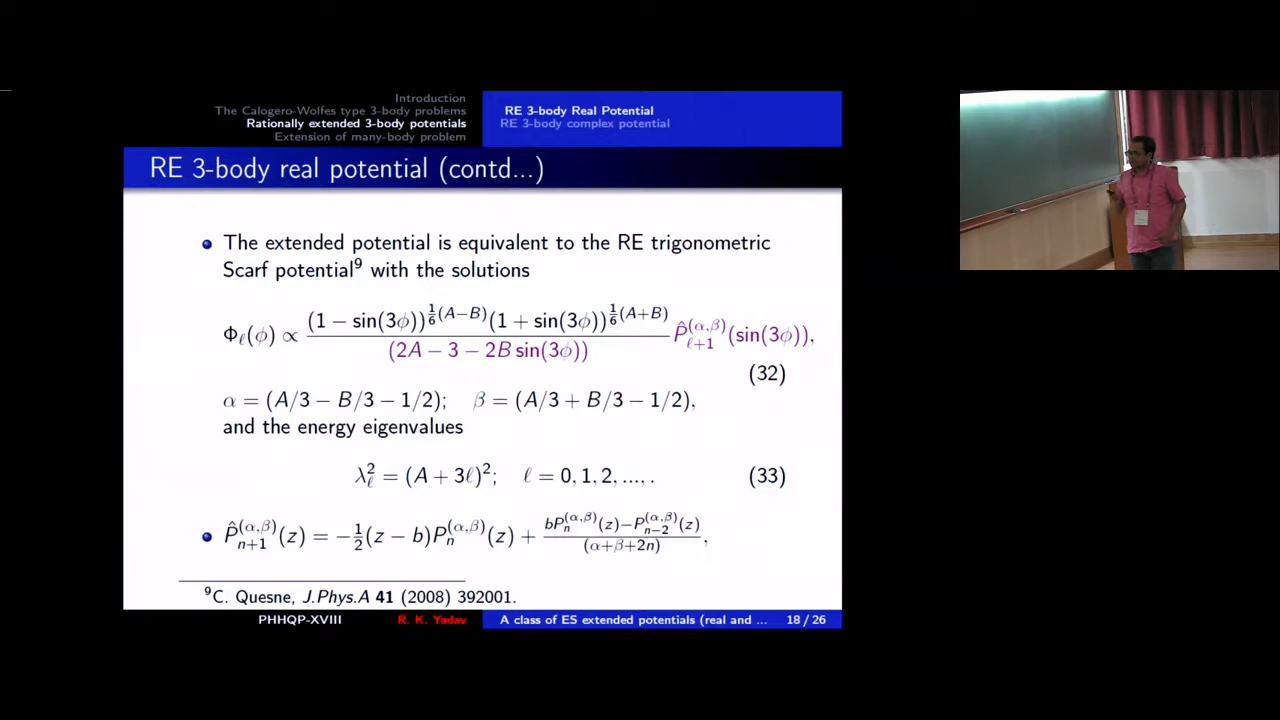 Introduction
The Calogero-Wolfes type 3-body problems
Rationally extended 3-body potentials
Extension of many-body problem
RE 3-body Real Potential
RE 3-body complex potential
RE 3-body real potential (contd...)
The extended potential is equivalent to the RE trigonometric
Scarf potential⁹ with the solutions
Φ_ℓ(ϕ) ∝ (1 − sin(3ϕ))^{1/6(A−B)}(1 + sin(3ϕ))^{1/6(A+B)} / (2A − 3 − 2B sin(3ϕ)) P̂^{(α,β)}_{ℓ+1}(sin(3ϕ)),
(32)
α = (A/3 − B/3 − 1/2); β = (A/3 + B/3 − 1/2),
and the energy eigenvalues
λ²_ℓ = (A + 3ℓ)²; ℓ = 0, 1, 2, ..., . (33)
P̂^{(α,β)}_{n+1}(z) = −½(z − b)P^{(α,β)}_n(z) + (bP^{(α,β)}_n(z)−P^{(α,β)}_{n−2}(z)) / (α+β+2n),
⁹C. Quesne, J.Phys.A 41 (2008) 392001.
PHHQP-XVIII R. K. Yadav A class of ES extended potentials (real and ... 18 / 26